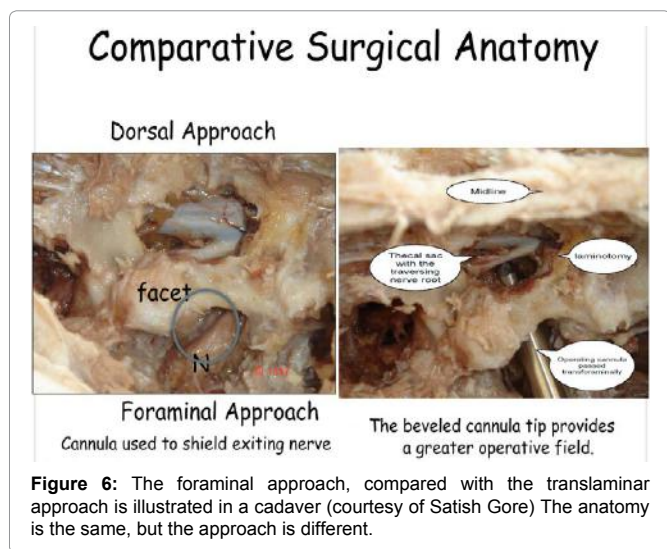 Comparative Surgical Anatomy
Dorsal Approach
facet
N
Foraminal Approach
Cannula used to shield exiting nerve
Midline
Thecal sac
with the
traversing
nerve root
laminotomy
Operating cannula
passed
transforaminally
The beveled cannula tip provides
a greater operative field.
Figure 6: The foraminal approach, compared with the translaminar
approach is illustrated in a cadaver (courtesy of Satish Gore) The anatomy
is the same, but the approach is different.